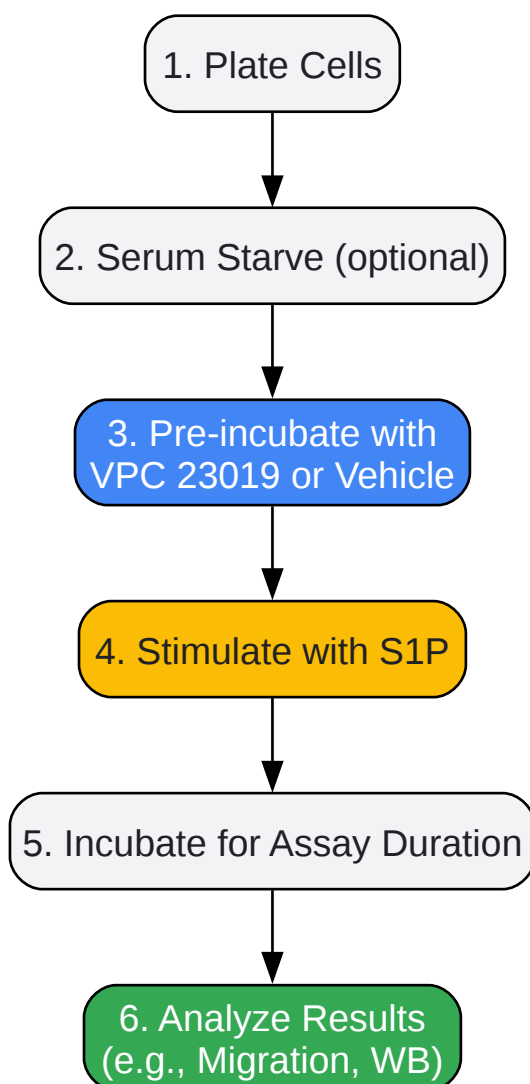 1. Plate Cells
2. Serum Starve (optional)
3. Pre-incubate with
VPC 23019 or Vehicle
4. Stimulate with S1P
5. Incubate for Assay Duration
6. Analyze Results
(e.g., Migration, WB)